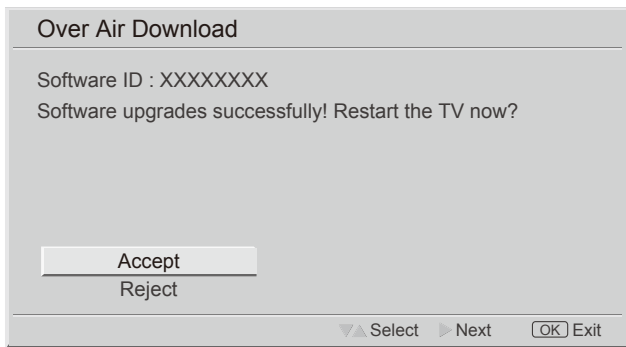 Over Air Download
Software ID : XXXXXXXX
Software upgrades successfully! Restart the TV now?
Accept
Reject
Select Next OK Exit